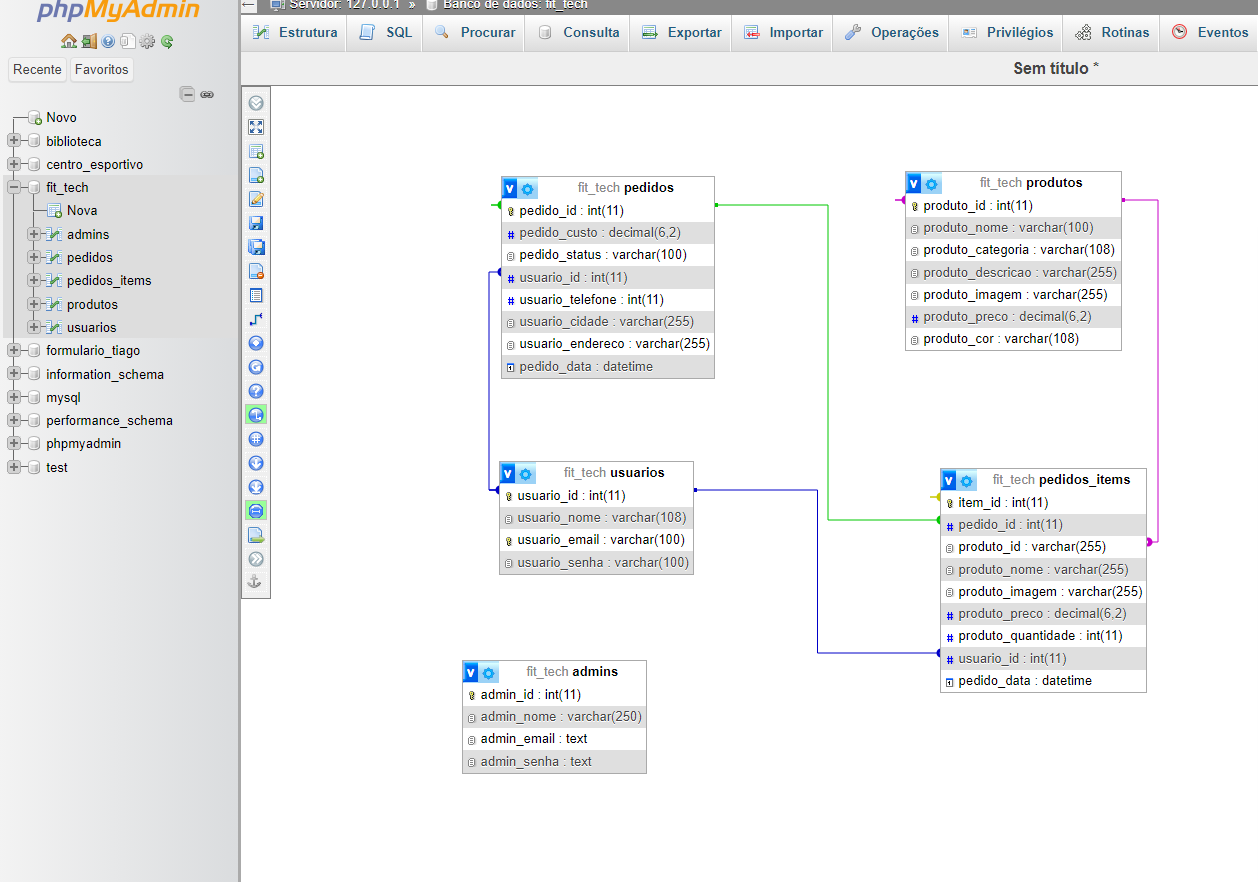 phpMyAdmin
Recente Favoritos
Novo
biblioteca
centro_esportivo
fit_tech
Nova
admins
pedidos
pedidos_items
produtos
usuarios
formulario_tiago
information_schema
mysql
performance_schema
phpmyadmin
test
Servidor: 127.0.0.1 » Banco de dados: fit_tech
Estrutura SQL Procurar Consulta Exportar Importar Operações Privilégios Rotinas Eventos
Sem título *
V fit_tech pedidos
pedido_id : int(11)
# pedido_custo : decimal(6,2)
pedido_status : varchar(100)
# usuario_id : int(11)
# usuario_telefone : int(11)
usuario_cidade : varchar(255)
usuario_endereco : varchar(255)
pedido_data : datetime
V fit_tech produtos
produto_id : int(11)
produto_nome : varchar(100)
produto_categoria : varchar(108)
produto_descricao : varchar(255)
produto_imagem : varchar(255)
# produto_preco : decimal(6,2)
produto_cor : varchar(108)
V fit_tech usuarios
usuario_id : int(11)
usuario_nome : varchar(108)
usuario_email : varchar(100)
usuario_senha : varchar(100)
V fit_tech pedidos_items
item_id : int(11)
# pedido_id : int(11)
produto_id : varchar(255)
produto_nome : varchar(255)
produto_imagem : varchar(255)
# produto_preco : decimal(6,2)
# produto_quantidade : int(11)
# usuario_id : int(11)
pedido_data : datetime
V fit_tech admins
admin_id : int(11)
admin_nome : varchar(250)
admin_email : text
admin_senha : text